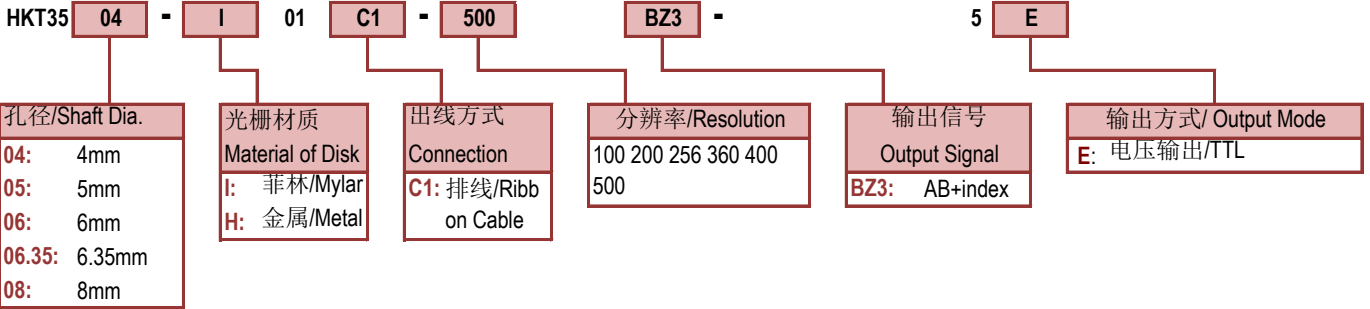 HKT35 04 - I 01 C1 - 500 BZ3 - 5 E
孔径/Shaft Dia.
04: 4mm
05: 5mm
06: 6mm
06.35: 6.35mm
08: 8mm
光栅材质
Material of Disk
I: 菲林/Mylar
H: 金属/Metal
出线方式
Connection
C1: 排线/Ribb
on Cable
分辨率/Resolution
100 200 256 360 400
500
输出信号
Output Signal
BZ3: AB+index
输出方式/ Output Mode
E: 电压输出/TTL